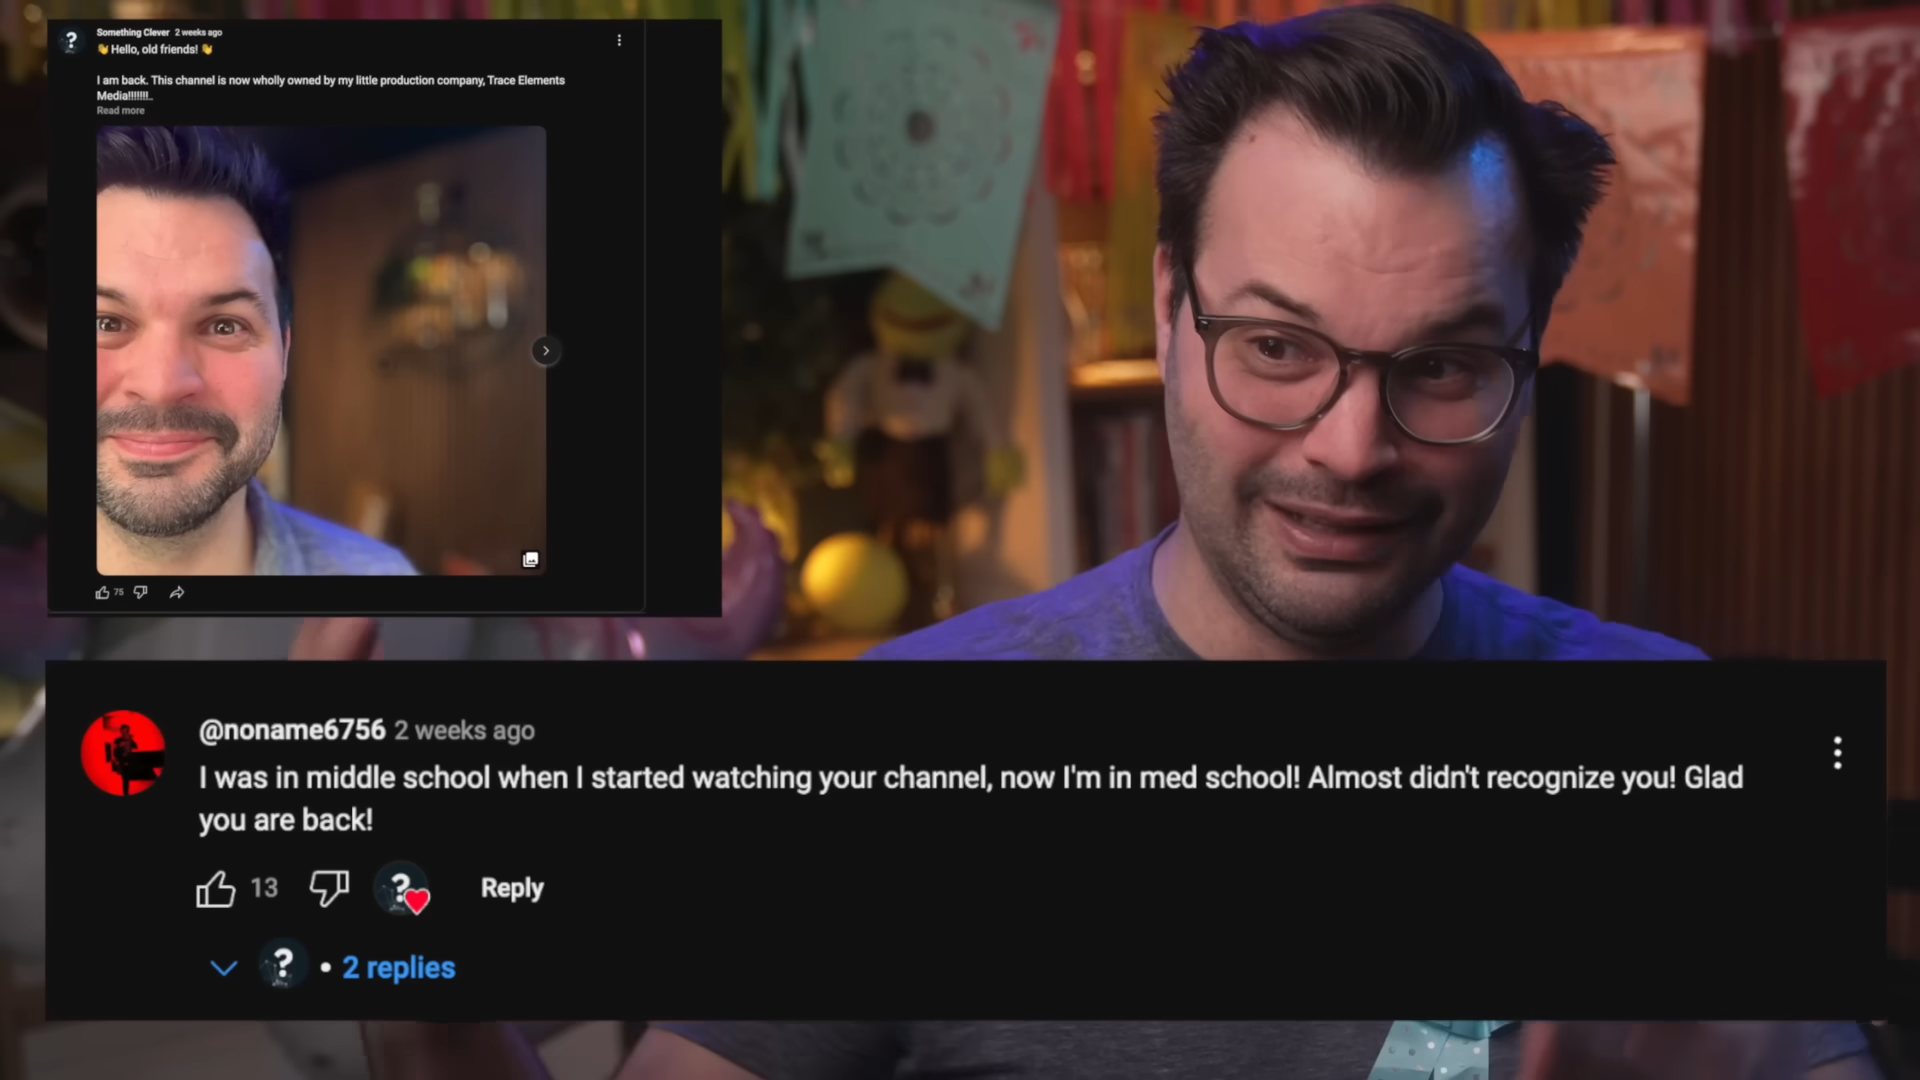 Something Clever 2 weeks ago
👋 Hello, old friends! 👋
I am back. This channel is now wholly owned by my little production company, Trace Elements
Media!!!!!!!..
Read more
75
@noname6756 2 weeks ago
I was in middle school when I started watching your channel, now I'm in med school! Almost didn't recognize you! Glad
you are back!
13
Reply
• 2 replies